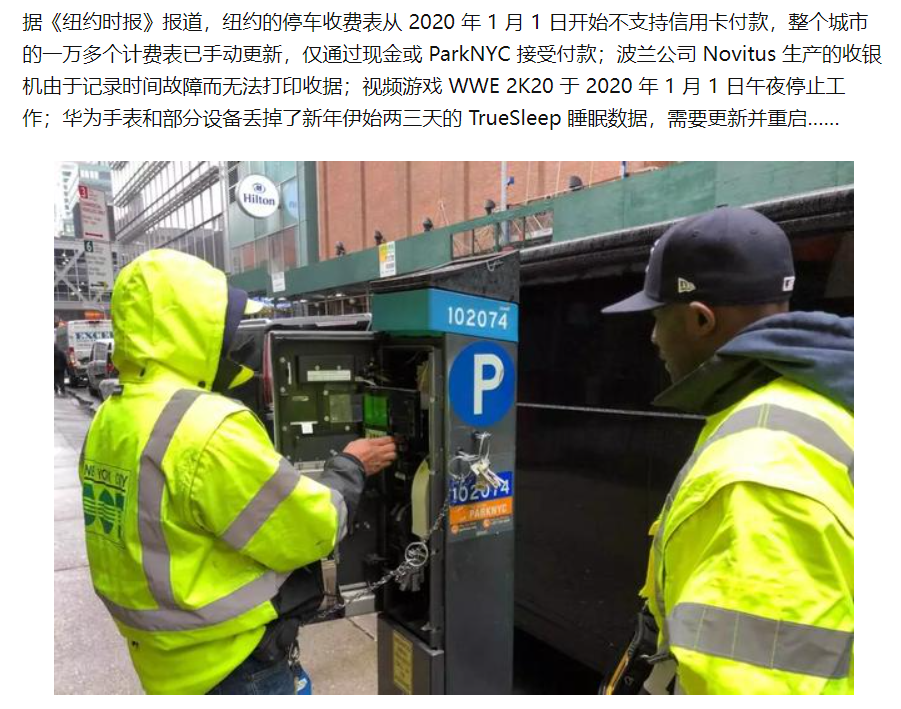 据《纽约时报》报道，纽约的停车收费表从 2020 年 1 月 1 日开始不支持信用卡付款，整个城市
的一万多个计费表已手动更新，仅通过现金或 ParkNYC 接受付款；波兰公司 Novitus 生产的收银
机由于记录时间故障而无法打印收据；视频游戏 WWE 2K20 于 2020 年 1 月 1 日午夜停止工
作；华为手表和部分设备丢掉了新年伊始两三天的 TrueSleep 睡眠数据，需要更新并重启……
Hilton
102074
P
102074
PARKNYC